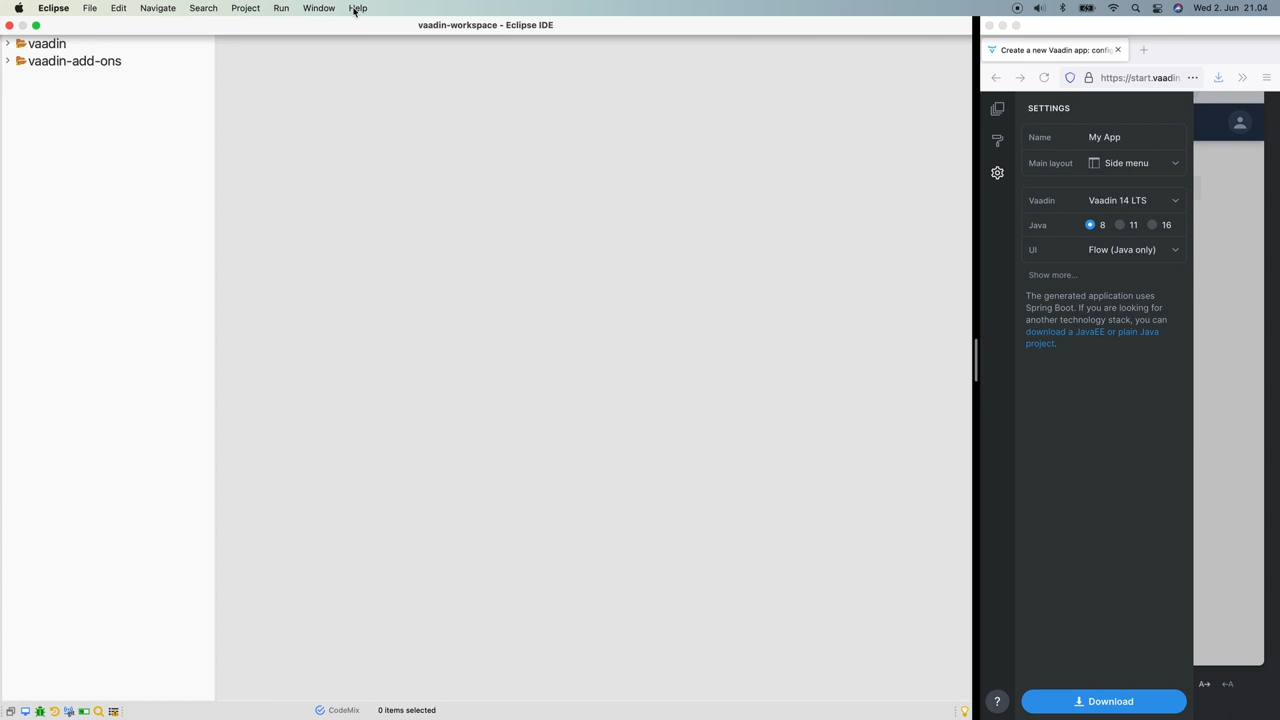 Eclipse File Edit Navigate Search Project Run Window Help
Wed 2. Jun 21.04
vaadin-workspace - Eclipse IDE
vaadin
vaadin-add-ons
CodeMix
0 items selected
Create a new Vaadin app: config
https://start.vaadin
SETTINGS
Name My App
Main layout Side menu
Vaadin Vaadin 14 LTS
Java 8 11 16
UI Flow (Java only)
Show more...
The generated application uses
Spring Boot. If you are looking for
another technology stack, you can
download a JavaEE or plain Java
project.
? Download
A→ ←A